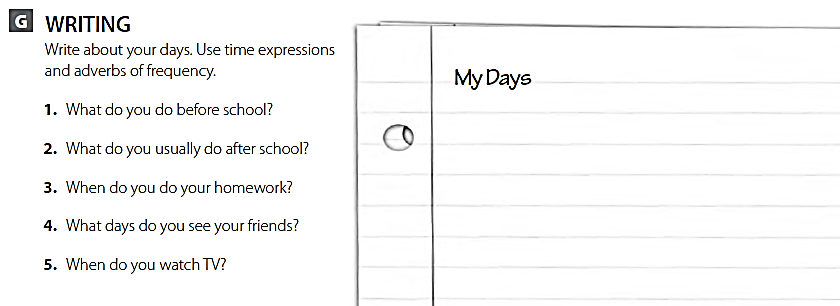 G WRITING
Write about your days. Use time expressions
and adverbs of frequency.
1. What do you do before school?
2. What do you usually do after school?
3. When do you do your homework?
4. What days do you see your friends?
5. When do you watch TV?
My Days